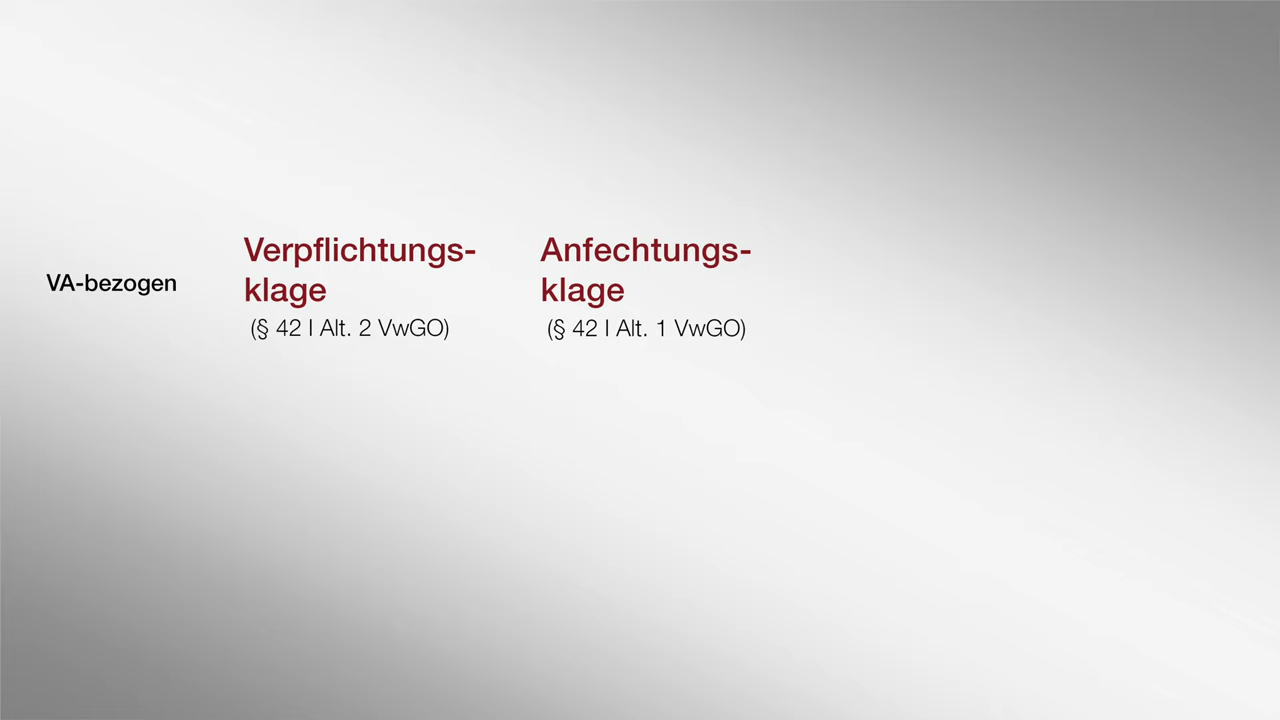 VA-bezogen
Verpflichtungs-
klage
(§ 42 I Alt. 2 VwGO)
Anfechtungs-
klage
(§ 42 I Alt. 1 VwGO)